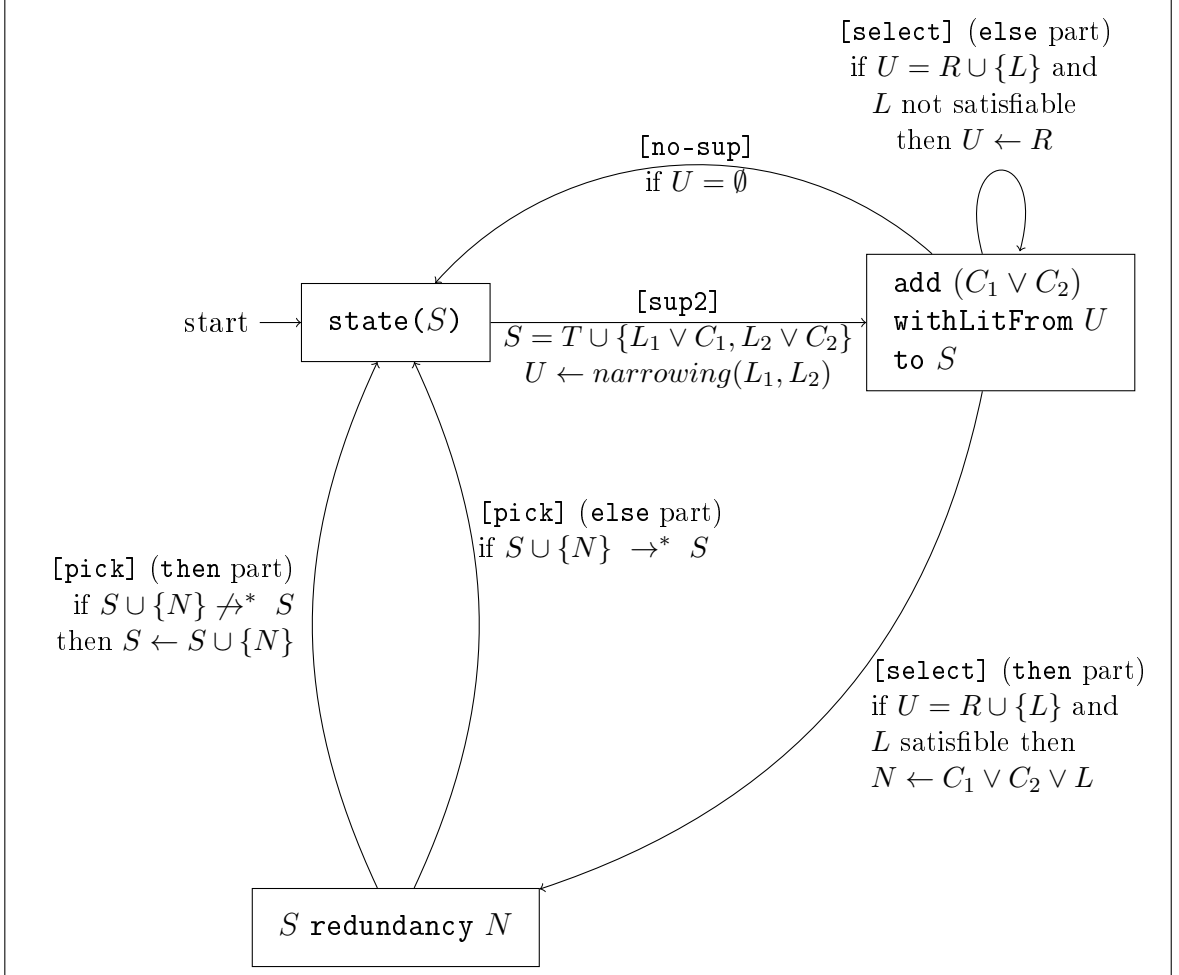 [select] (else part)
if U = R ∪ {L} and
L not satisfiable
then U ← R
[no-sup]
if U = ∅
start
state(S)
[sup2]
S = T ∪ {L₁ ∨ C₁, L₂ ∨ C₂}
U ← narrowing(L₁, L₂)
add (C₁ ∨ C₂)
withLitFrom U
to S
[pick] (else part)
if S ∪ {N} →* S
[pick] (then part)
if S ∪ {N} ↛* S
then S ← S ∪ {N}
[select] (then part)
if U = R ∪ {L} and
L satisfible then
N ← C₁ ∨ C₂ ∨ L
S redundancy N